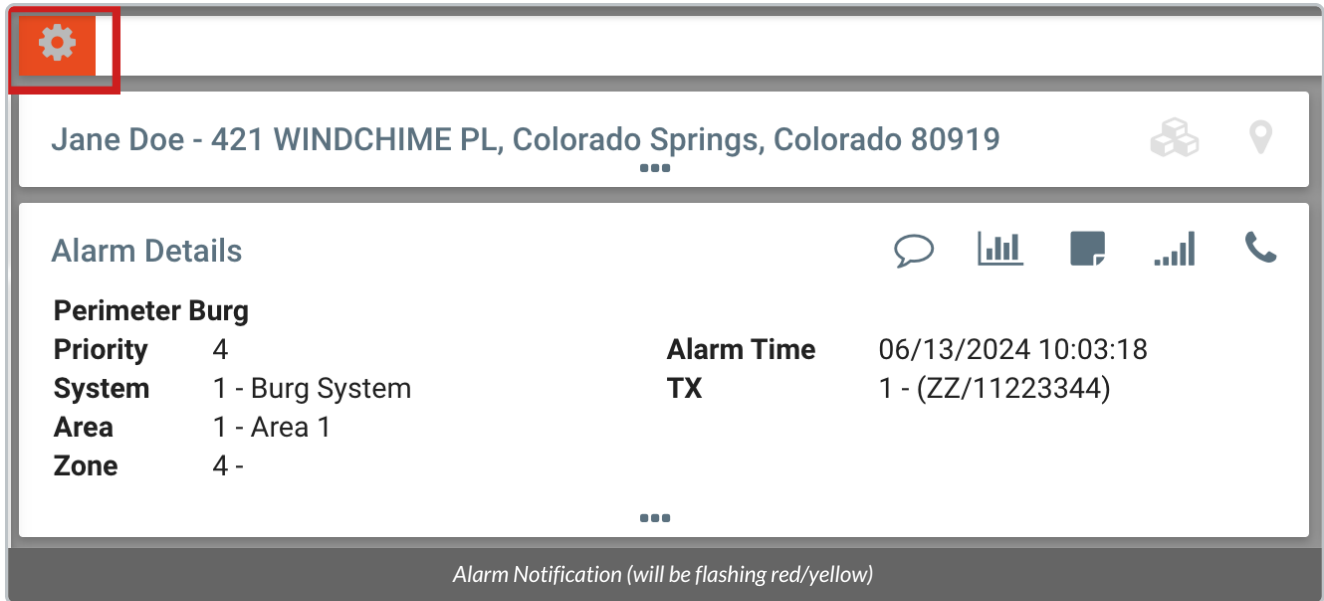 Jane Doe - 421 WINDCHIME PL, Colorado Springs, Colorado 80919
Alarm Details
Perimeter Burg
Priority 4 Alarm Time 06/13/2024 10:03:18
System 1 - Burg System TX 1 - (ZZ/11223344)
Area 1 - Area 1
Zone 4 -
Alarm Notification (will be flashing red/yellow)